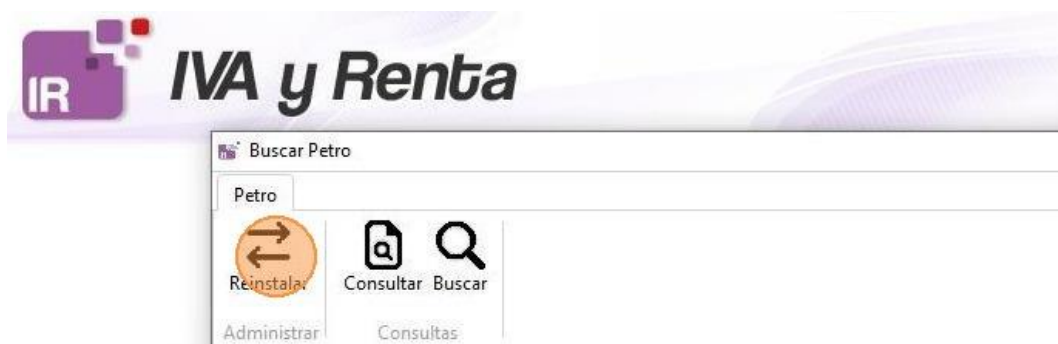 IR
IVA y Renta
Buscar Petro
Petro
Reinstalar
Consultar
Buscar
Administrar
Consultas